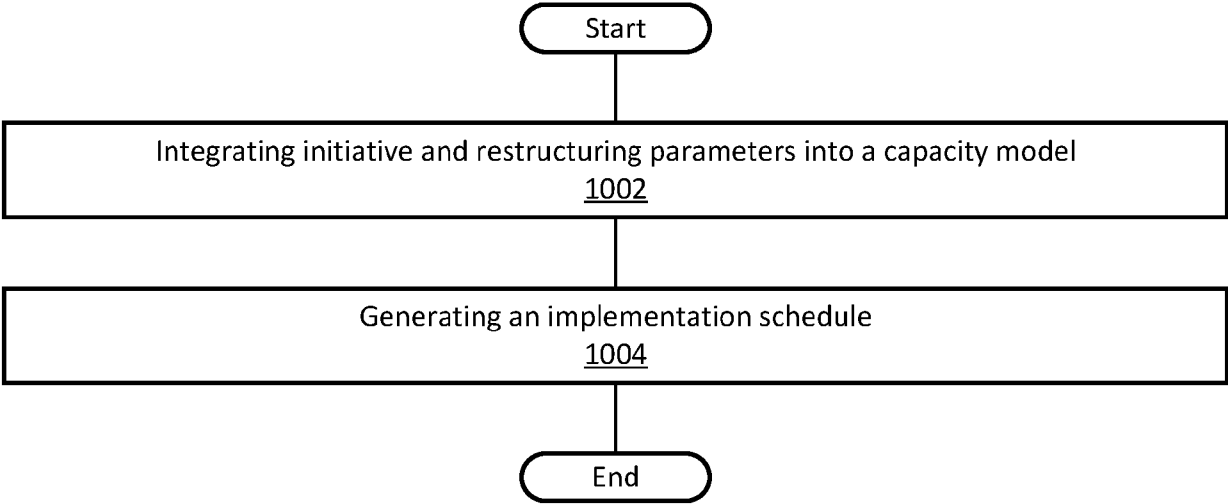 Start
Integrating initiative and restructuring parameters into a capacity model
1002
Generating an implementation schedule
1004
End